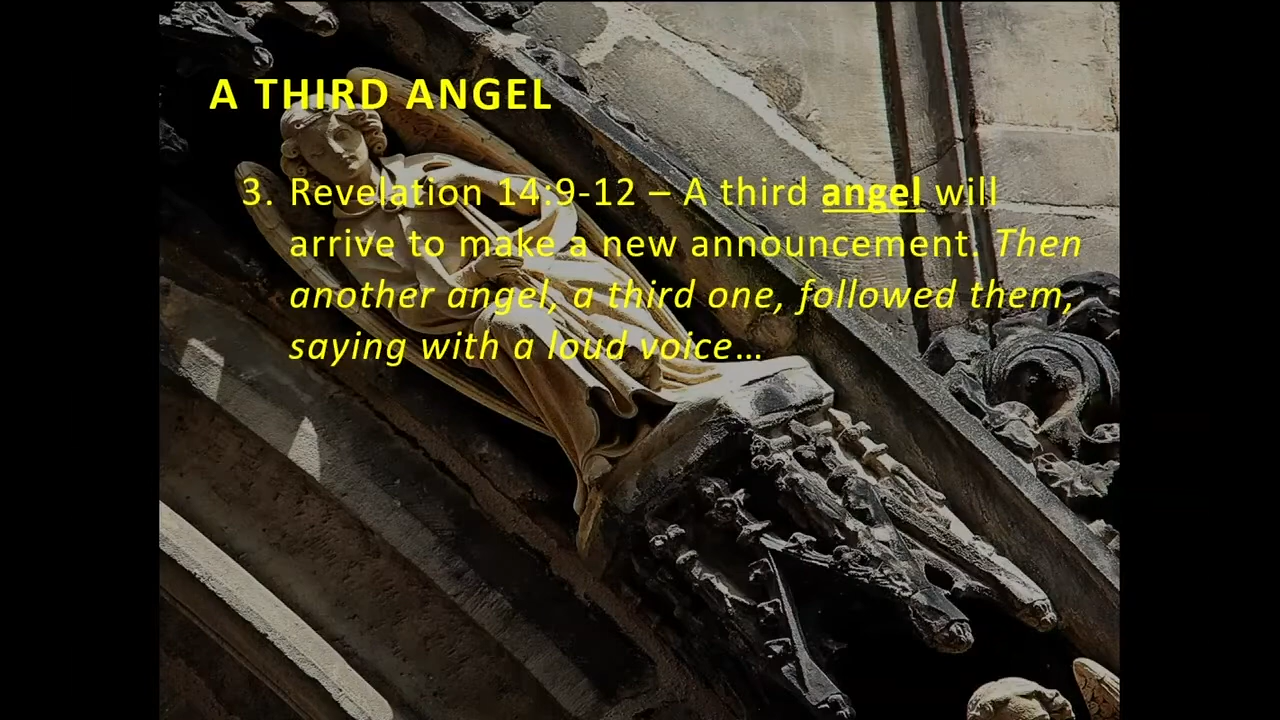 A THIRD ANGEL
3. Revelation 14:9-12 – A third angel will
arrive to make a new announcement. Then
another angel, a third one, followed them,
saying with a loud voice…